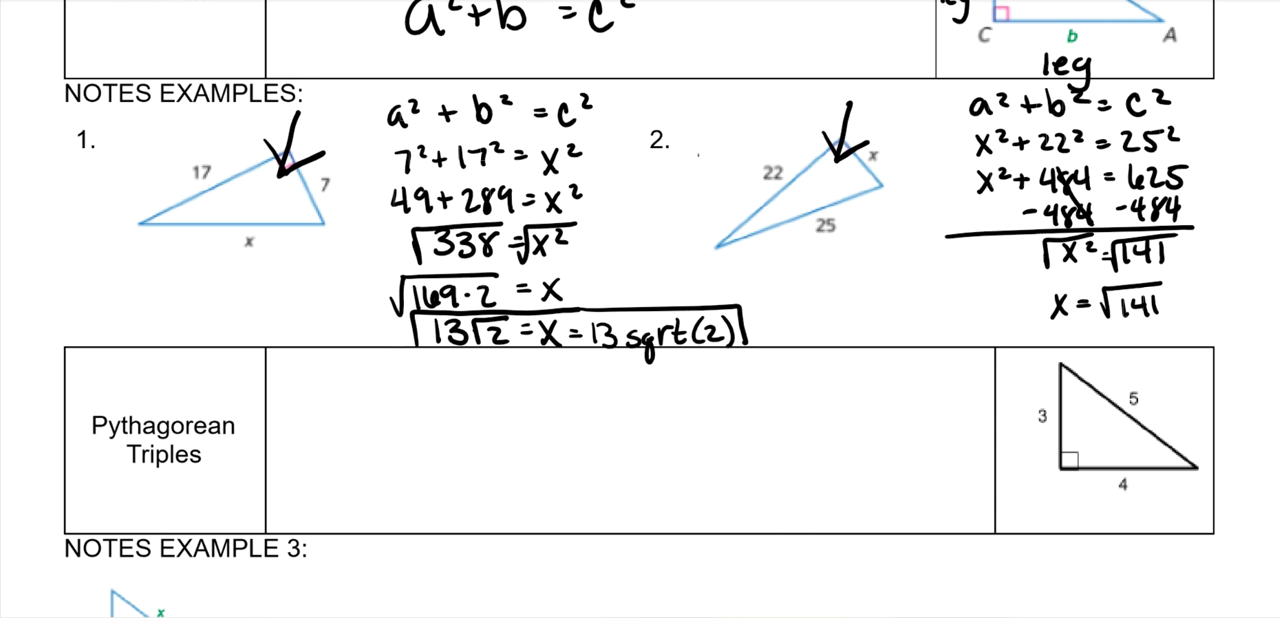 a² + b = c²
leg
C b A
leg
NOTES EXAMPLES:
1.
17
7
x
a² + b² = c²
7² + 17² = x²
49 + 289 = x²
√338 = √x²
√169·2 = x
13√2 = x = 13 sqrt(2)
2.
22
x
25
a² + b² = c²
x² + 22² = 25²
x² + 484 = 625
-484 -484
√x² = √141
x = √141
Pythagorean
Triples
3
5
4
NOTES EXAMPLE 3:
x